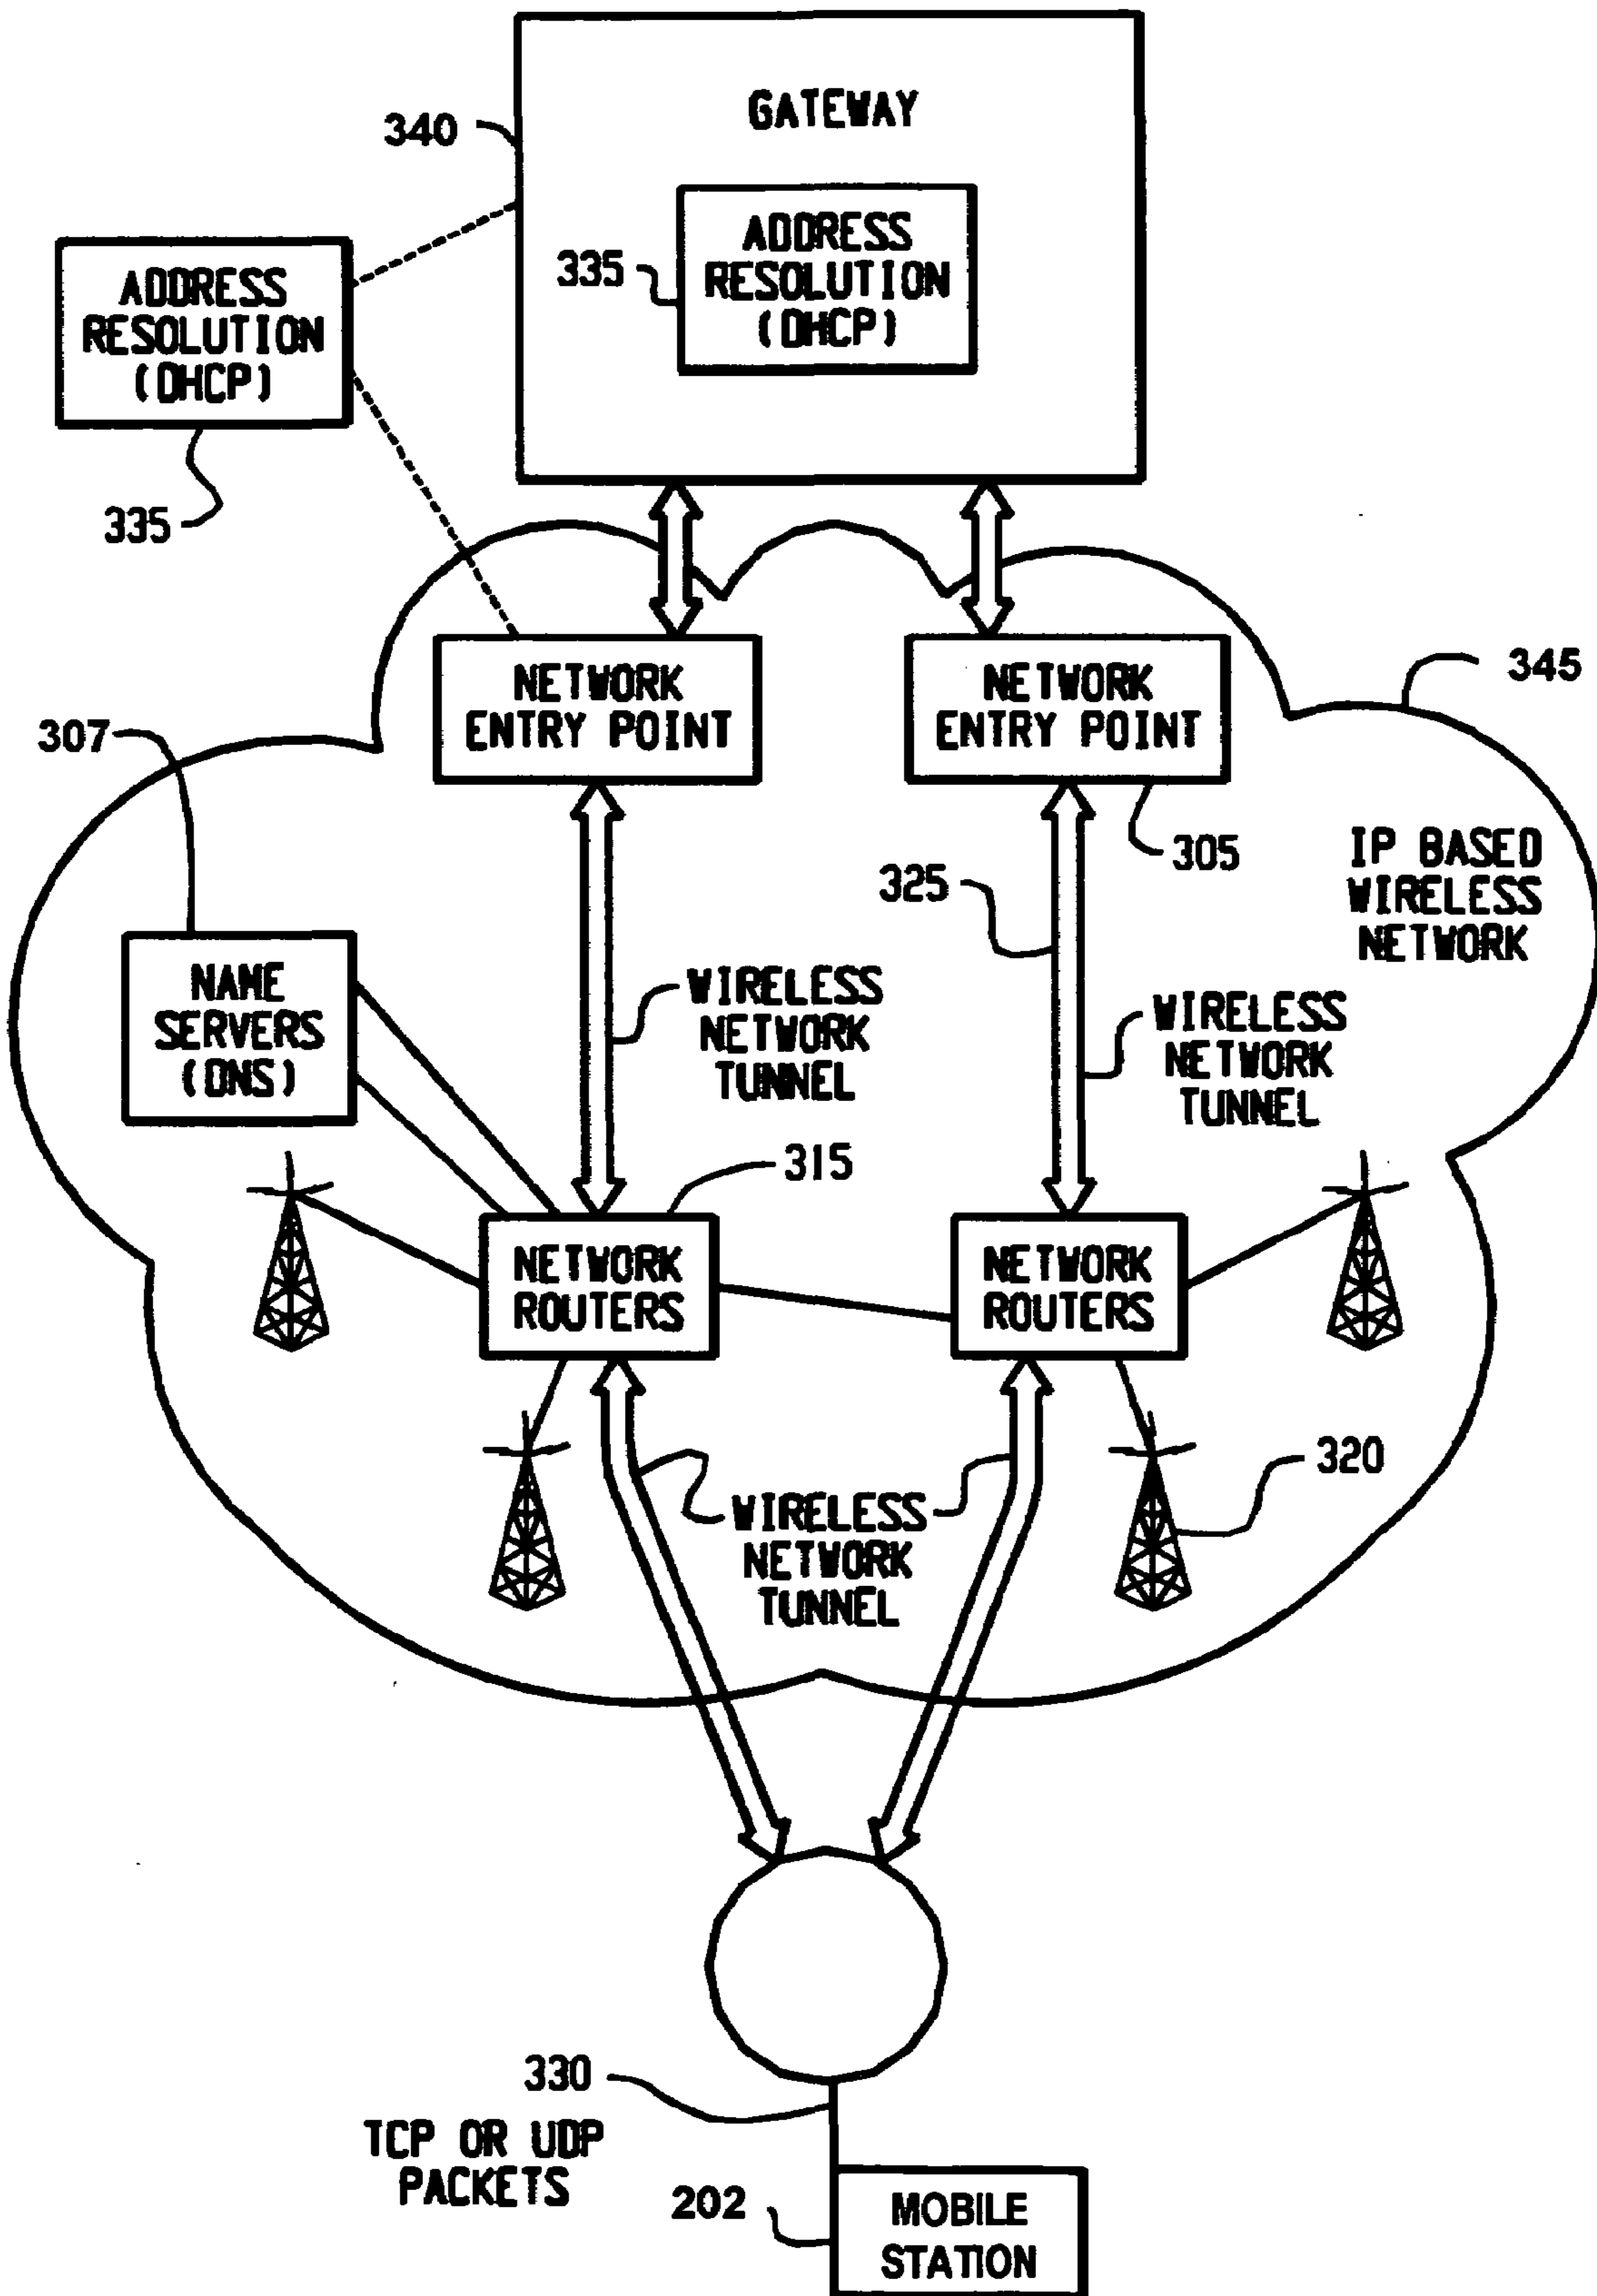 GATEWAY
340
ADDRESS
RESOLUTION
(DHCP)
335
ADDRESS
RESOLUTION
(DHCP)
335
NETWORK
ENTRY POINT
NETWORK
ENTRY POINT
345
307
305
325
IP BASED
WIRELESS
NETWORK
NAME
SERVERS
(DNS)
WIRELESS
NETWORK
TUNNEL
WIRELESS
NETWORK
TUNNEL
315
NETWORK
ROUTERS
NETWORK
ROUTERS
320
WIRELESS
NETWORK
TUNNEL
330
TCP OR UDP
PACKETS
202
MOBILE
STATION